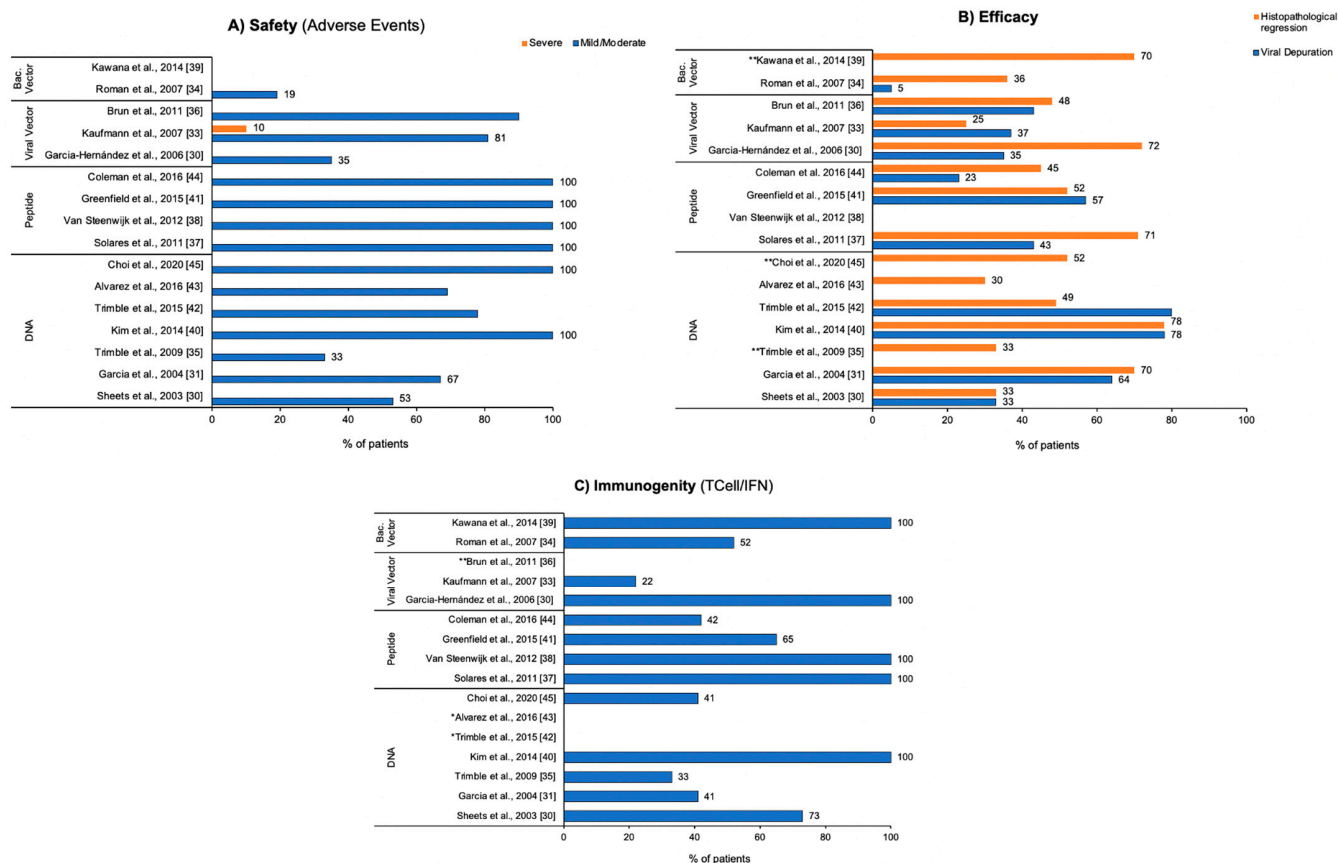 A) Safety (Adverse Events)
Severe Mild/Moderate
Bac. Vector
Kawana et al., 2014 [39]
Roman et al., 2007 [34] 19
Viral Vector
Brun et al., 2011 [36]
Kaufmann et al., 2007 [33] 10 81
Garcia-Hernández et al., 2006 [30] 35
Peptide
Coleman et al., 2016 [44] 100
Greenfield et al., 2015 [41] 100
Van Steenwijk et al., 2012 [38] 100
Solares et al., 2011 [37] 100
DNA
Choi et al., 2020 [45] 100
Alvarez et al., 2016 [43]
Trimble et al., 2015 [42]
Kim et al., 2014 [40] 100
Trimble et al., 2009 [35] 33
Garcia et al., 2004 [31] 67
Sheets et al., 2003 [30] 53
0 20 40 60 80 100
% of patients
B) Efficacy
Histopathological
regression
Viral Depuration
Bac. Vector
**Kawana et al., 2014 [39] 70
Roman et al., 2007 [34] 36 5
Viral Vector
Brun et al., 2011 [36] 48
Kaufmann et al., 2007 [33] 25 37
Garcia-Hernández et al., 2006 [30] 72 35
Peptide
Coleman et al. 2016 [44] 45 23
Greenfield et al., 2015 [41] 52 57
Van Steenwijk et al., 2012 [38]
Solares et al., 2011 [37] 71 43
DNA
**Choi et al., 2020 [45] 52
Alvarez et al., 2016 [43] 30
Trimble et al., 2015 [42] 49
Kim et al., 2014 [40] 78 78
**Trimble et al., 2009 [35] 33
Garcia et al., 2004 [31] 70 64
Sheets et al., 2003 [30] 33 33
0 20 40 60 80 100
% of patients
C) Immunogenity (TCell/IFN)
Bac. Vector
Kawana et al., 2014 [39] 100
Roman et al., 2007 [34] 52
Viral Vector
**Brun et al., 2011 [36]
Kaufmann et al., 2007 [33] 22
Garcia-Hernández et al., 2006 [30] 100
Peptide
Coleman et al., 2016 [44] 42
Greenfield et al., 2015 [41] 65
Van Steenwijk et al., 2012 [38] 100
Solares et al., 2011 [37] 100
DNA
Choi et al., 2020 [45] 41
*Alvarez et al., 2016 [43]
*Trimble et al., 2015 [42]
Kim et al., 2014 [40] 100
Trimble et al., 2009 [35] 33
Garcia et al., 2004 [31] 41
Sheets et al., 2003 [30] 73
0 20 40 60 80 100
% of patients